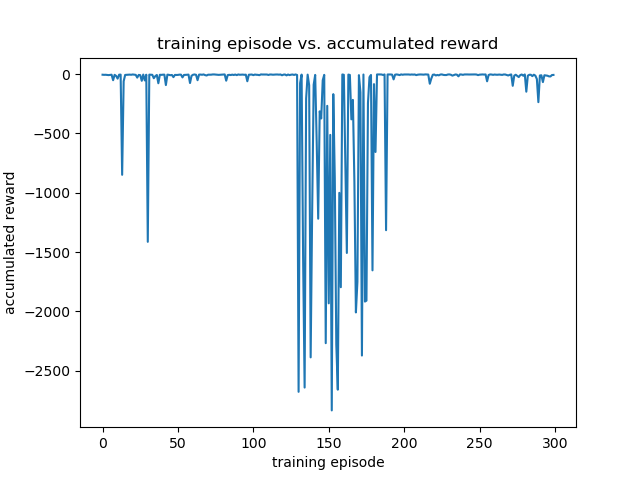 training episode vs. accumulated reward
0
−500
−1000
−1500
−2000
−2500
accumulated reward
0 50 100 150 200 250 300
training episode